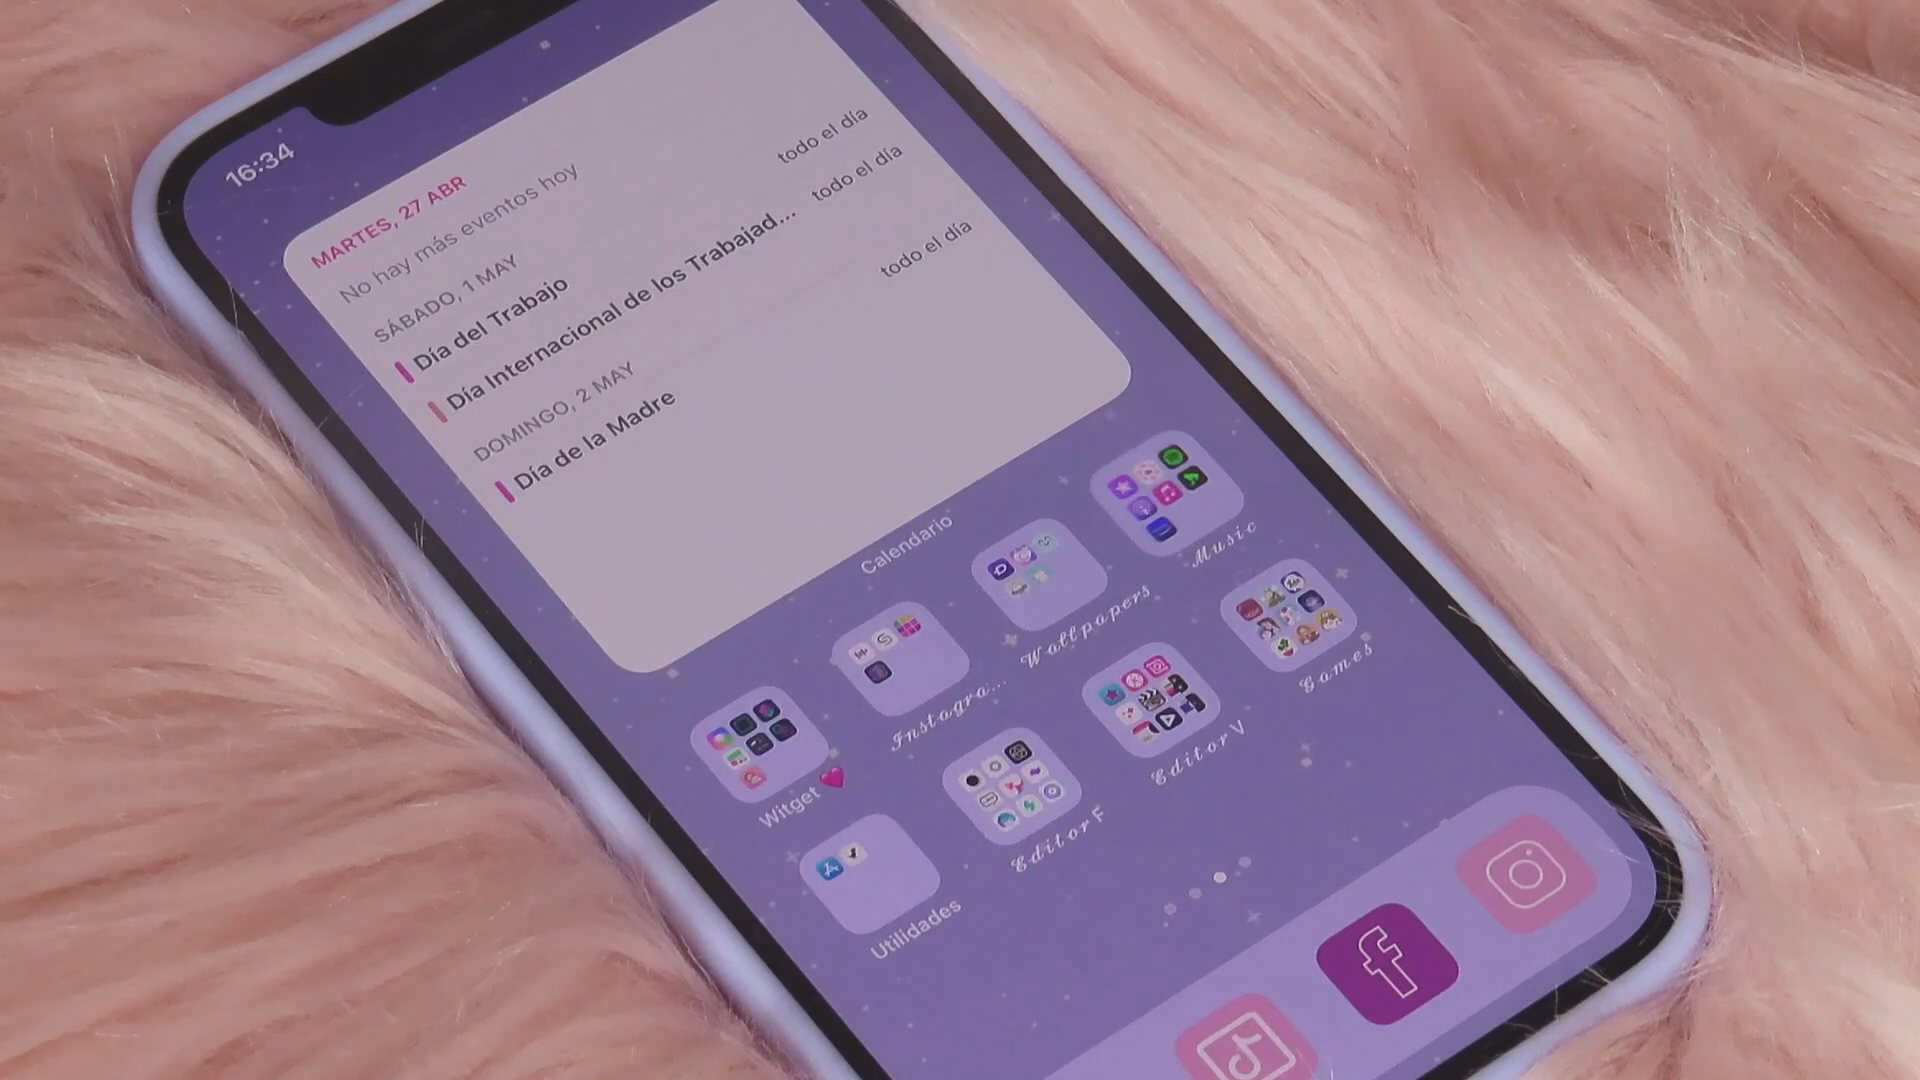 16:34
MARTES, 27 ABR
No hay más eventos hoy
SÁBADO, 1 MAY
Día del Trabajo todo el día
Día Internacional de los Trabajad... todo el día
DOMINGO, 2 MAY
Día de la Madre todo el día
Calendario
Witget 💗
Instagra...
Wallpapers
Music
Utilidades
Editor F
Editor V
Games